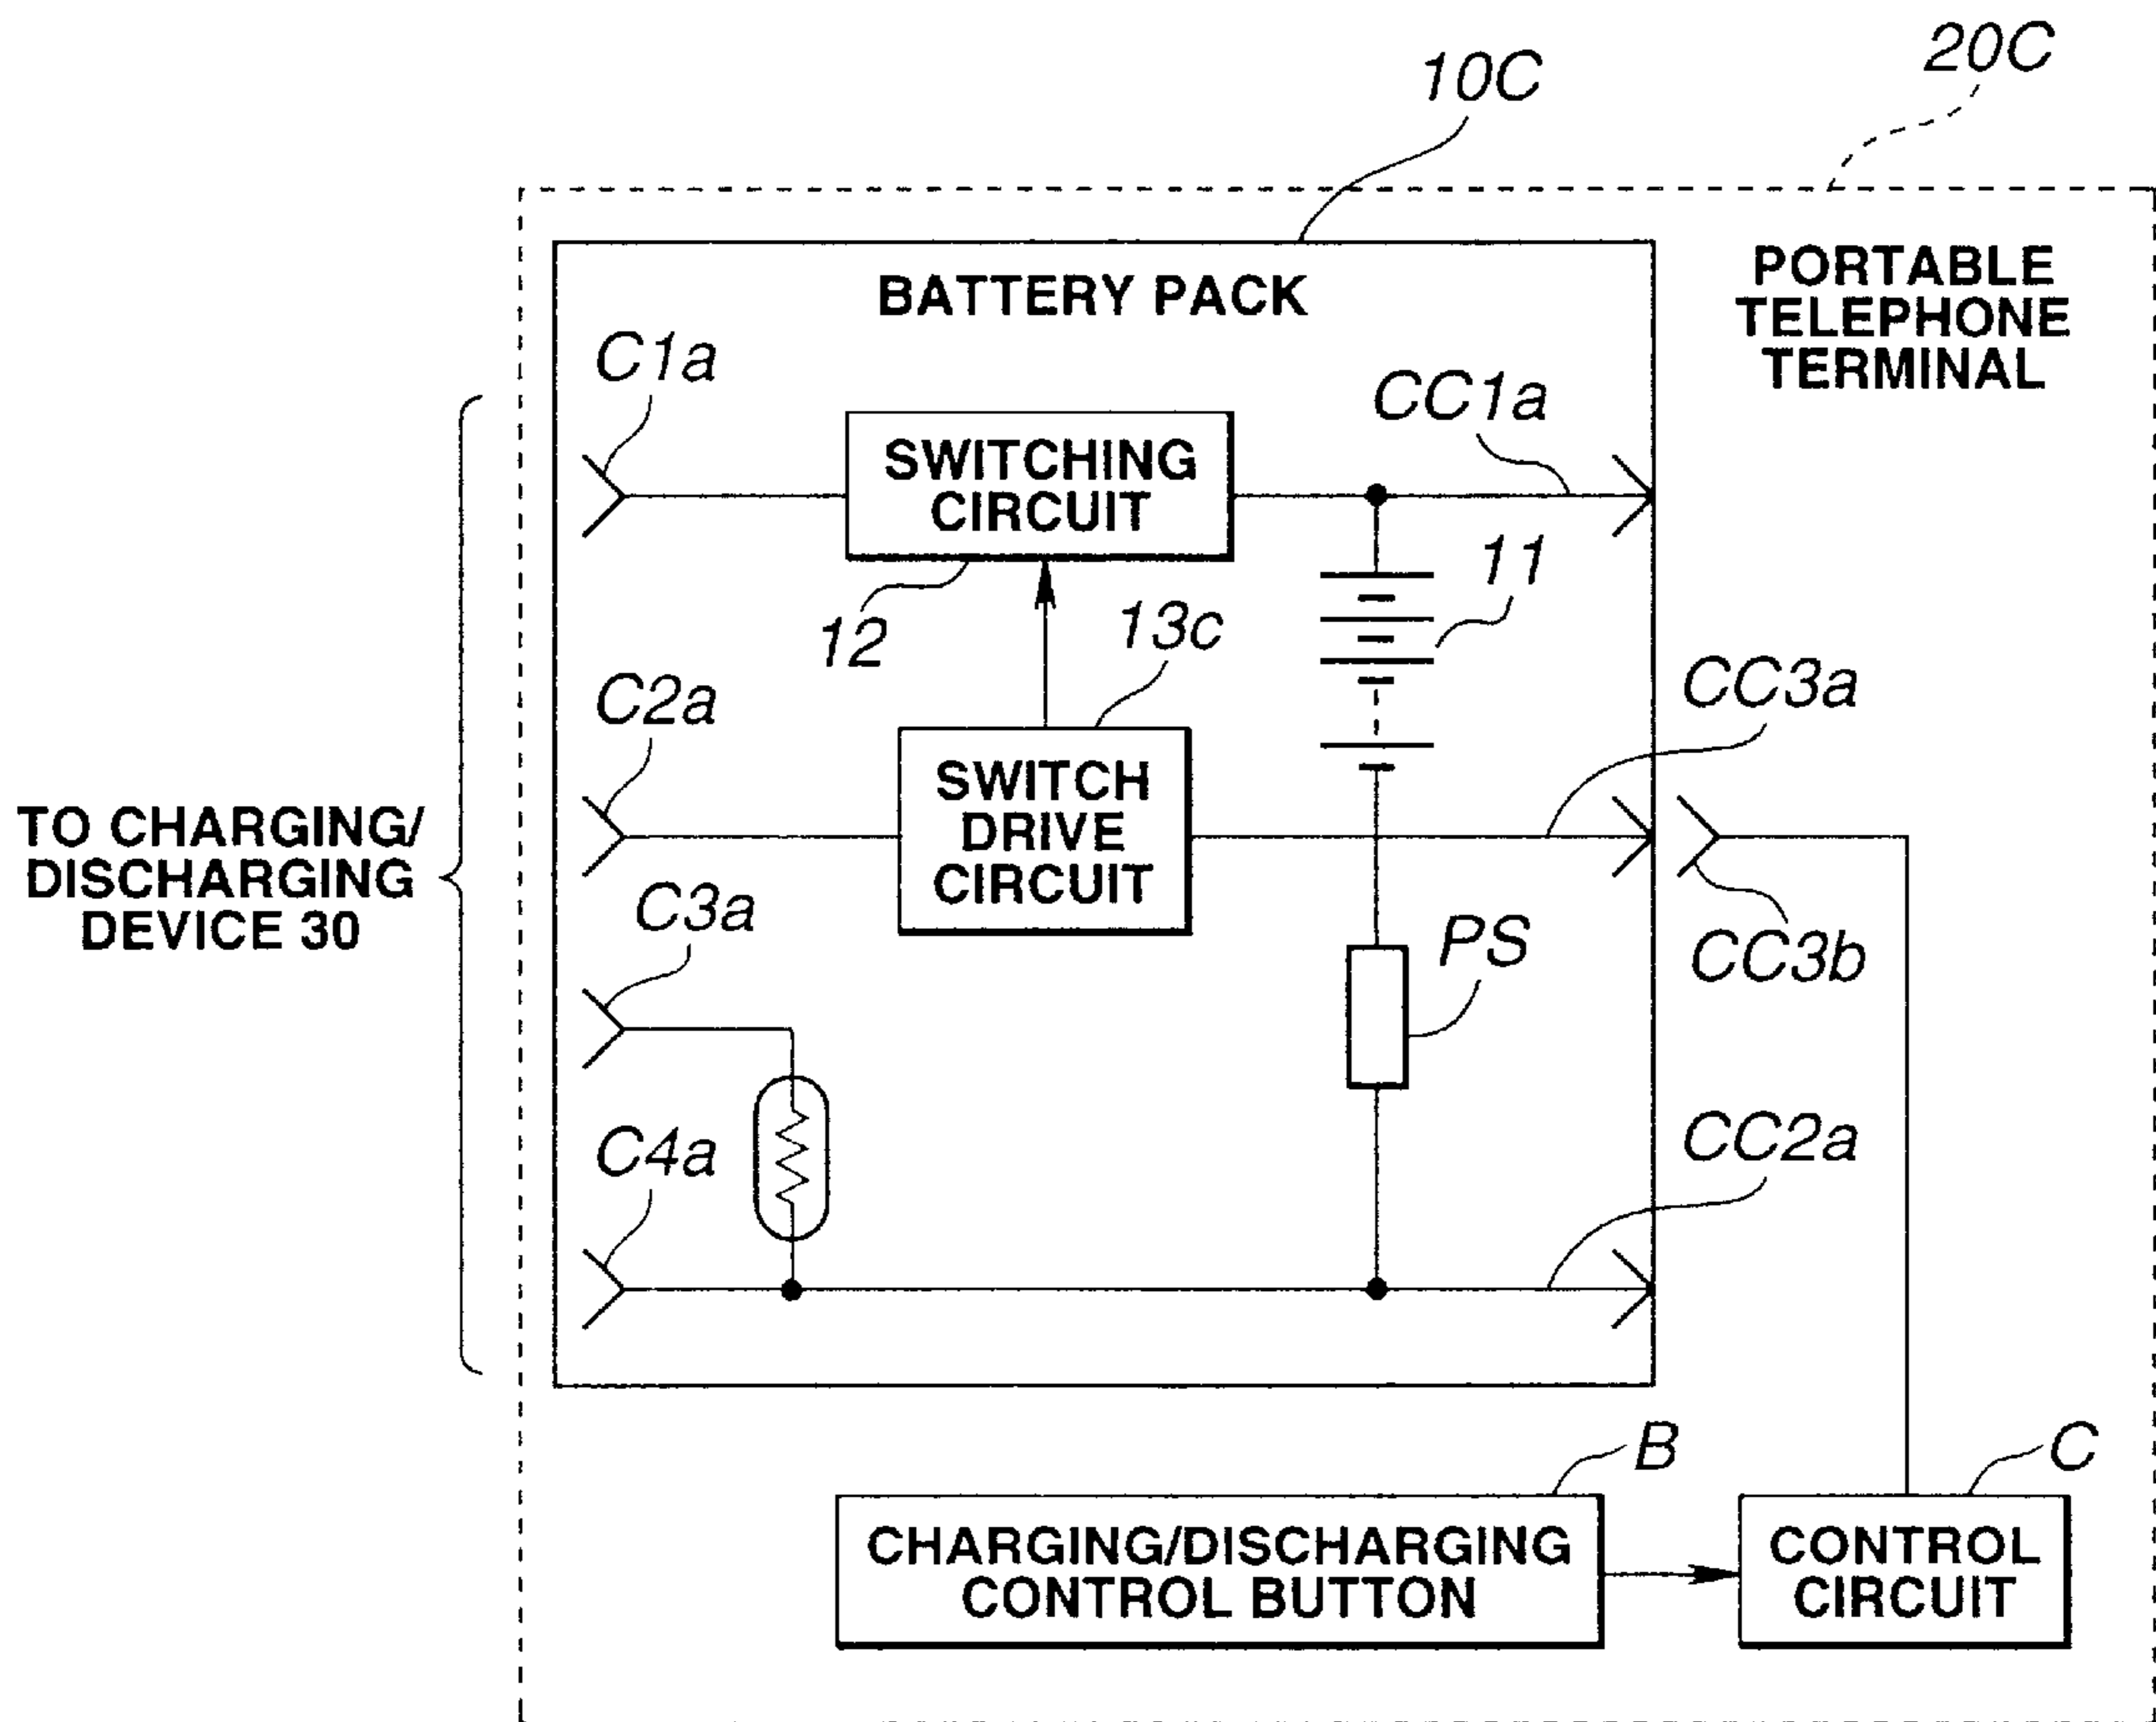 20C
10C
PORTABLE
TELEPHONE
TERMINAL
BATTERY PACK
C1a
CC1a
SWITCHING
CIRCUIT
11
12
13c
C2a
CC3a
SWITCH
DRIVE
CIRCUIT
TO CHARGING/
DISCHARGING
DEVICE 30
C3a
PS
CC3b
C4a
CC2a
B
C
CHARGING/DISCHARGING
CONTROL BUTTON
CONTROL
CIRCUIT